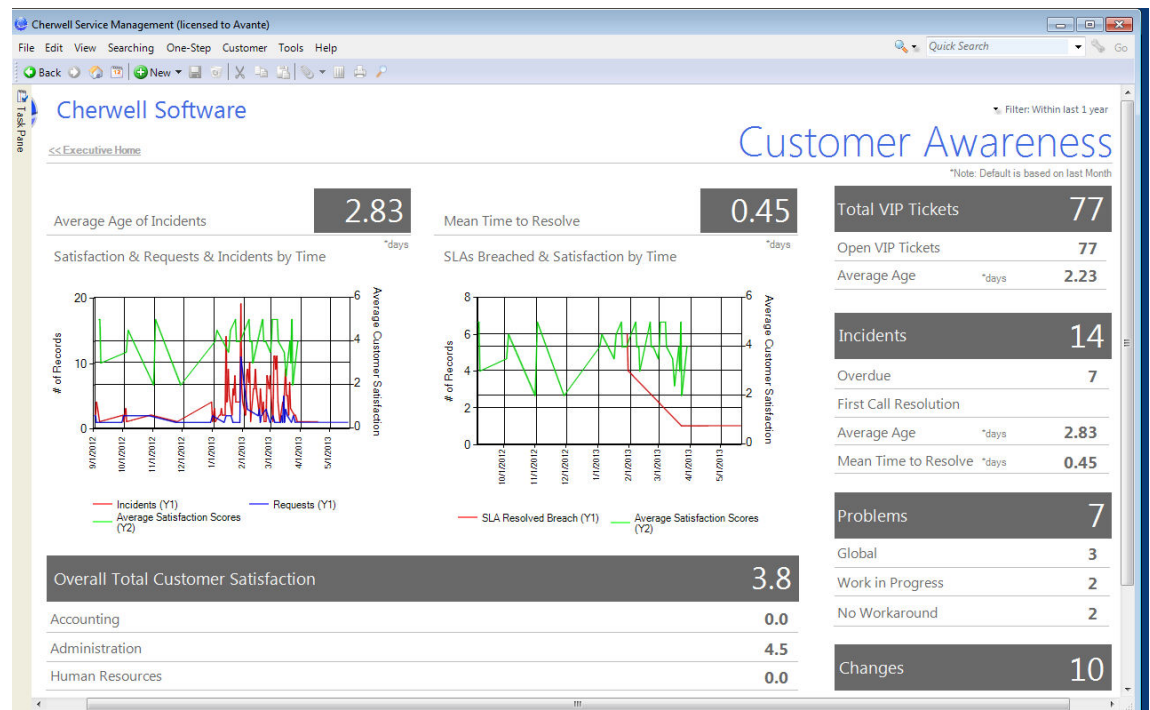 Cherwell Service Management (licensed to Avante)
File Edit View Searching One-Step Customer Tools Help
Quick Search
Go
Back
New
Task Pane
Cherwell Software
Filter: Within last 1 year
<< Executive Home
Customer Awareness
*Note: Default is based on last Month
Average Age of Incidents
2.83
*days
Satisfaction & Requests & Incidents by Time
20
10
0
# of Records
6
4
2
0
Average Customer Satisfaction
9/1/2012
10/1/2012
11/1/2012
12/1/2012
1/1/2013
2/1/2013
3/1/2013
4/1/2013
5/1/2013
Incidents (Y1)
Requests (Y1)
Average Satisfaction Scores
(Y2)
Mean Time to Resolve
0.45
*days
SLAs Breached & Satisfaction by Time
8
6
4
2
0
# of Records
6
4
2
0
Average Customer Satisfaction
10/1/2012
11/1/2012
12/1/2012
1/1/2013
2/1/2013
3/1/2013
4/1/2013
5/1/2013
SLA Resolved Breach (Y1)
Average Satisfaction Scores
(Y2)
Overall Total Customer Satisfaction 3.8
Accounting 0.0
Administration 4.5
Human Resources 0.0
Total VIP Tickets 77
Open VIP Tickets 77
Average Age *days 2.23
Incidents 14
Overdue 7
First Call Resolution
Average Age *days 2.83
Mean Time to Resolve *days 0.45
Problems 7
Global 3
Work in Progress 2
No Workaround 2
Changes 10